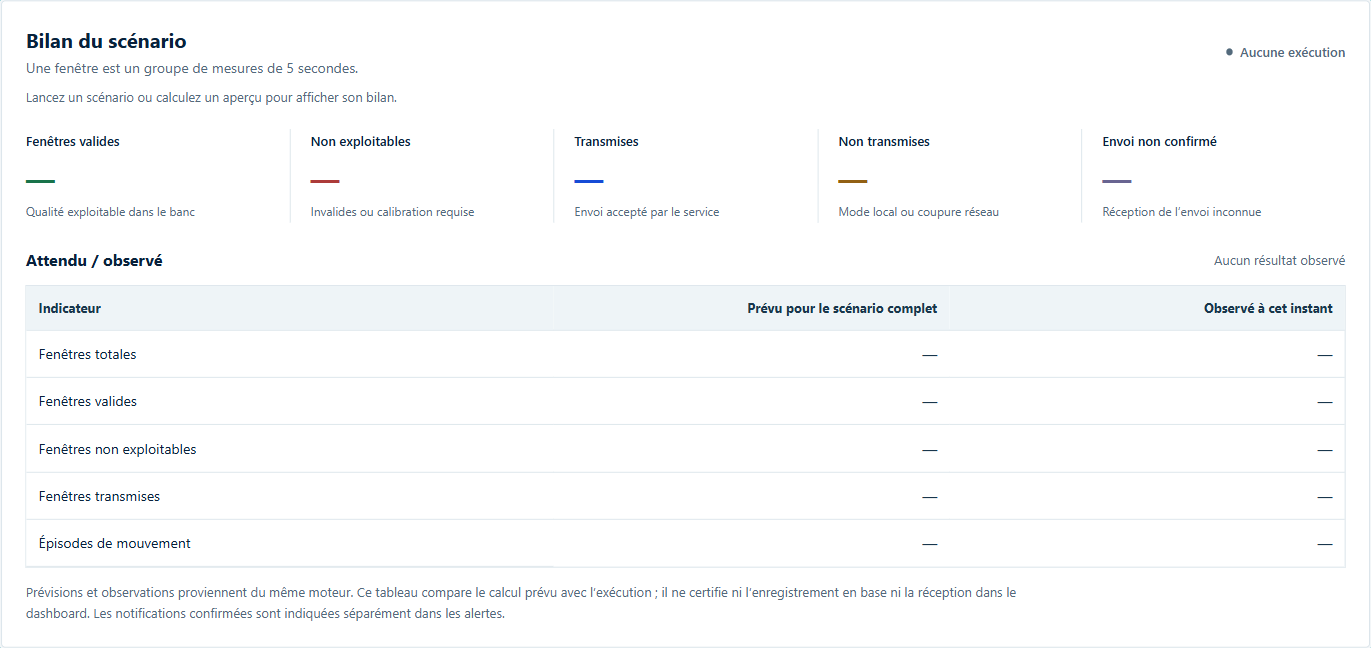 Bilan du scénario
Une fenêtre est un groupe de mesures de 5 secondes.
● Aucune exécution
Lancez un scénario ou calculez un aperçu pour afficher son bilan.
Fenêtres valides
—
Qualité exploitable dans le banc
Non exploitables
—
Invalides ou calibration requise
Transmises
—
Envoi accepté par le service
Non transmises
—
Mode local ou coupure réseau
Envoi non confirmé
—
Réception de l’envoi inconnue
Attendu / observé
Aucun résultat observé
Indicateur Prévu pour le scénario complet Observé à cet instant
Fenêtres totales — —
Fenêtres valides — —
Fenêtres non exploitables — —
Fenêtres transmises — —
Épisodes de mouvement — —
Prévisions et observations proviennent du même moteur. Ce tableau compare le calcul prévu avec l’exécution ; il ne certifie ni l’enregistrement en base ni la réception dans le
dashboard. Les notifications confirmées sont indiquées séparément dans les alertes.